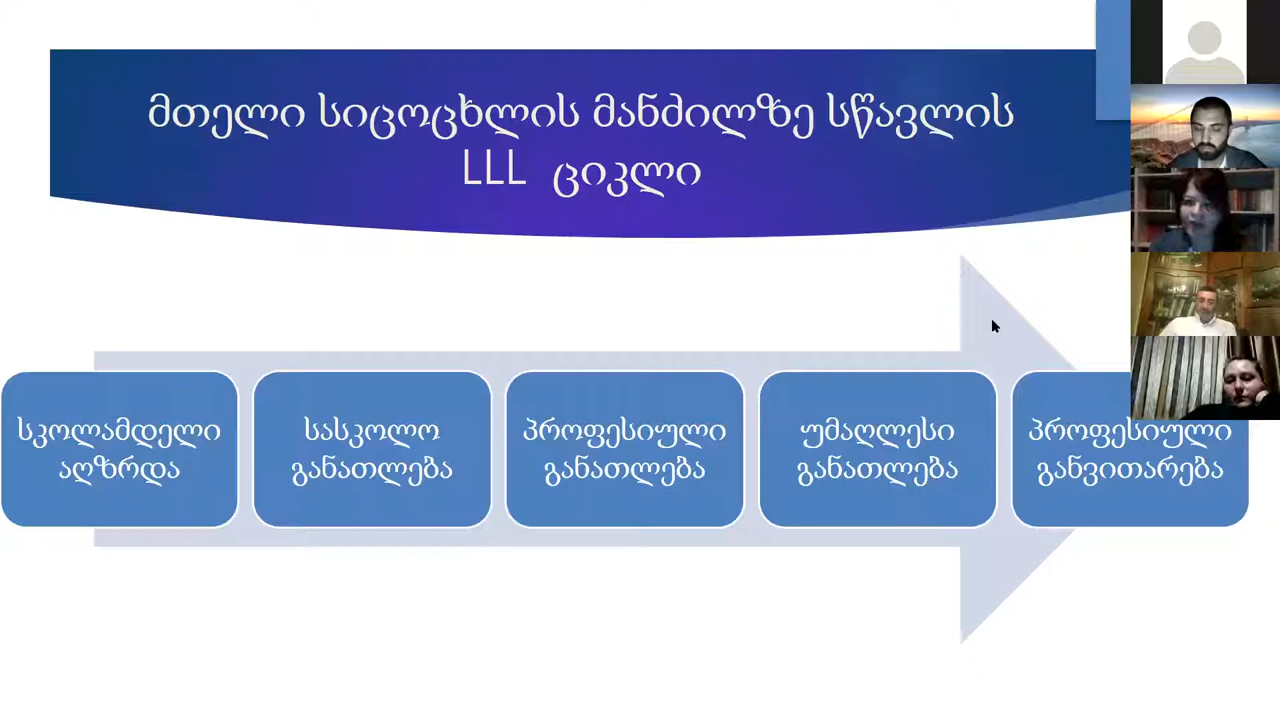 მთელი სიცოცხლის მანძილზე სწავლის
LLL ციკლი
სკოლამდელი
აღზრდა
სასკოლო
განათლება
პროფესიული
განათლება
უმაღლესი
განათლება
პროფესიული
განვითარება